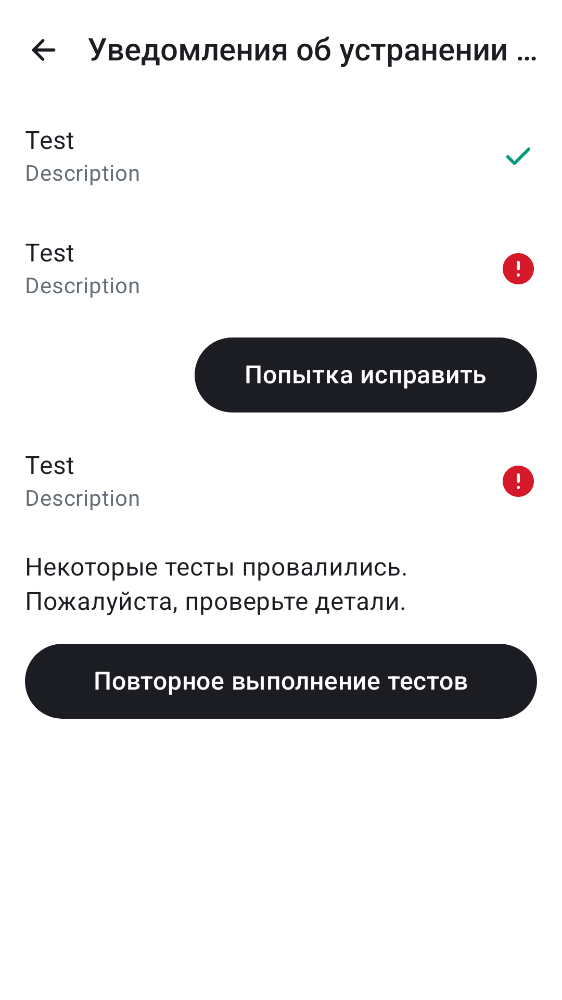 Уведомления об устранении ...
Test
Description
Test
Description
Попытка исправить
Test
Description
Некоторые тесты провалились.
Пожалуйста, проверьте детали.
Повторное выполнение тестов